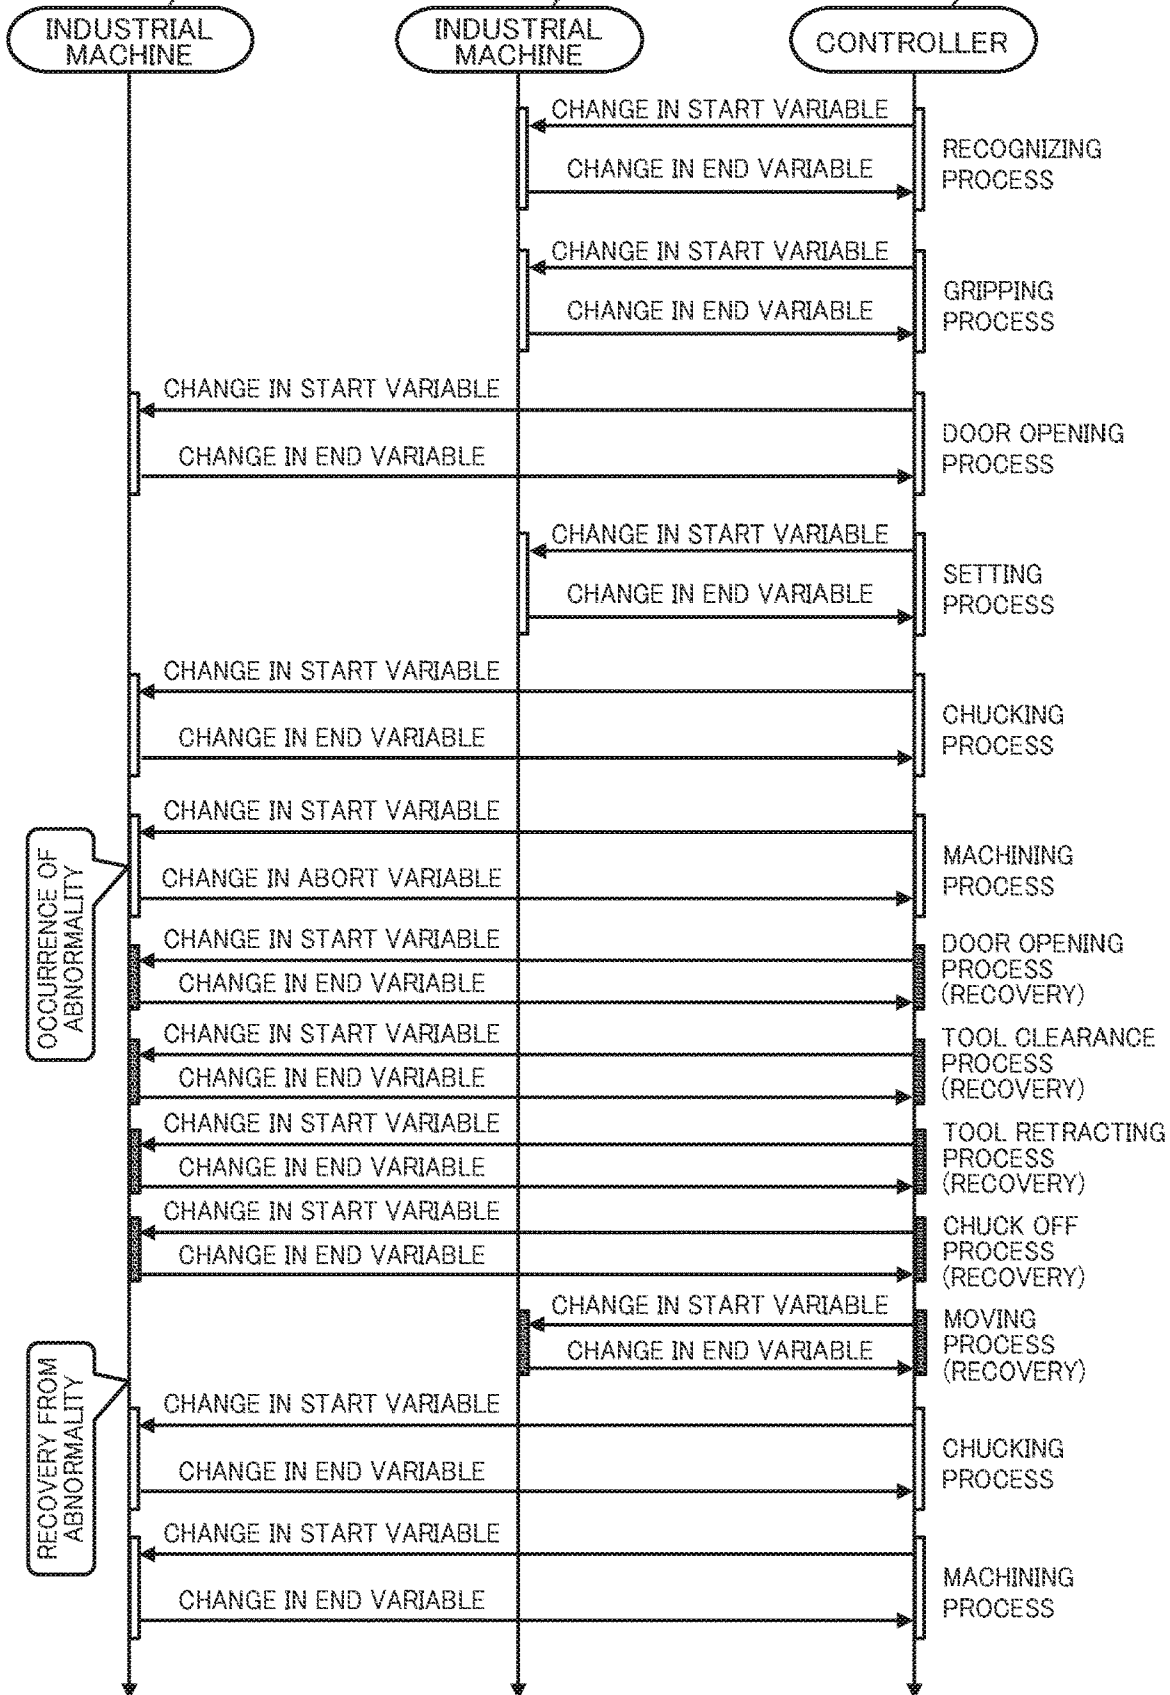 INDUSTRIAL
MACHINE
INDUSTRIAL
MACHINE
CONTROLLER
CHANGE IN START VARIABLE
CHANGE IN END VARIABLE
RECOGNIZING
PROCESS
CHANGE IN START VARIABLE
CHANGE IN END VARIABLE
GRIPPING
PROCESS
CHANGE IN START VARIABLE
CHANGE IN END VARIABLE
DOOR OPENING
PROCESS
CHANGE IN START VARIABLE
CHANGE IN END VARIABLE
SETTING
PROCESS
CHANGE IN START VARIABLE
CHANGE IN END VARIABLE
CHUCKING
PROCESS
CHANGE IN START VARIABLE
CHANGE IN ABORT VARIABLE
MACHINING
PROCESS
OCCURRENCE OF
ABNORMALITY
CHANGE IN START VARIABLE
CHANGE IN END VARIABLE
DOOR OPENING
PROCESS
(RECOVERY)
CHANGE IN START VARIABLE
CHANGE IN END VARIABLE
TOOL CLEARANCE
PROCESS
(RECOVERY)
CHANGE IN START VARIABLE
CHANGE IN END VARIABLE
TOOL RETRACTING
PROCESS
(RECOVERY)
CHANGE IN START VARIABLE
CHANGE IN END VARIABLE
CHUCK OFF
PROCESS
(RECOVERY)
CHANGE IN START VARIABLE
CHANGE IN END VARIABLE
MOVING
PROCESS
(RECOVERY)
RECOVERY FROM
ABNORMALITY
CHANGE IN START VARIABLE
CHANGE IN END VARIABLE
CHUCKING
PROCESS
CHANGE IN START VARIABLE
CHANGE IN END VARIABLE
MACHINING
PROCESS